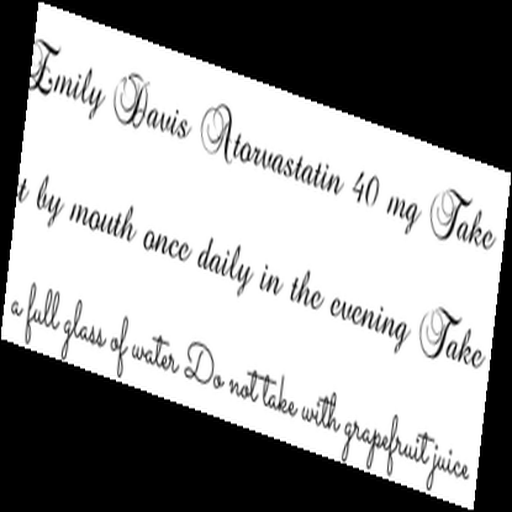 Emily Davis Atorvastatin 40 mg Take
t by mouth once daily in the evening Take
a full glass of water Do not take with grapefruit juice